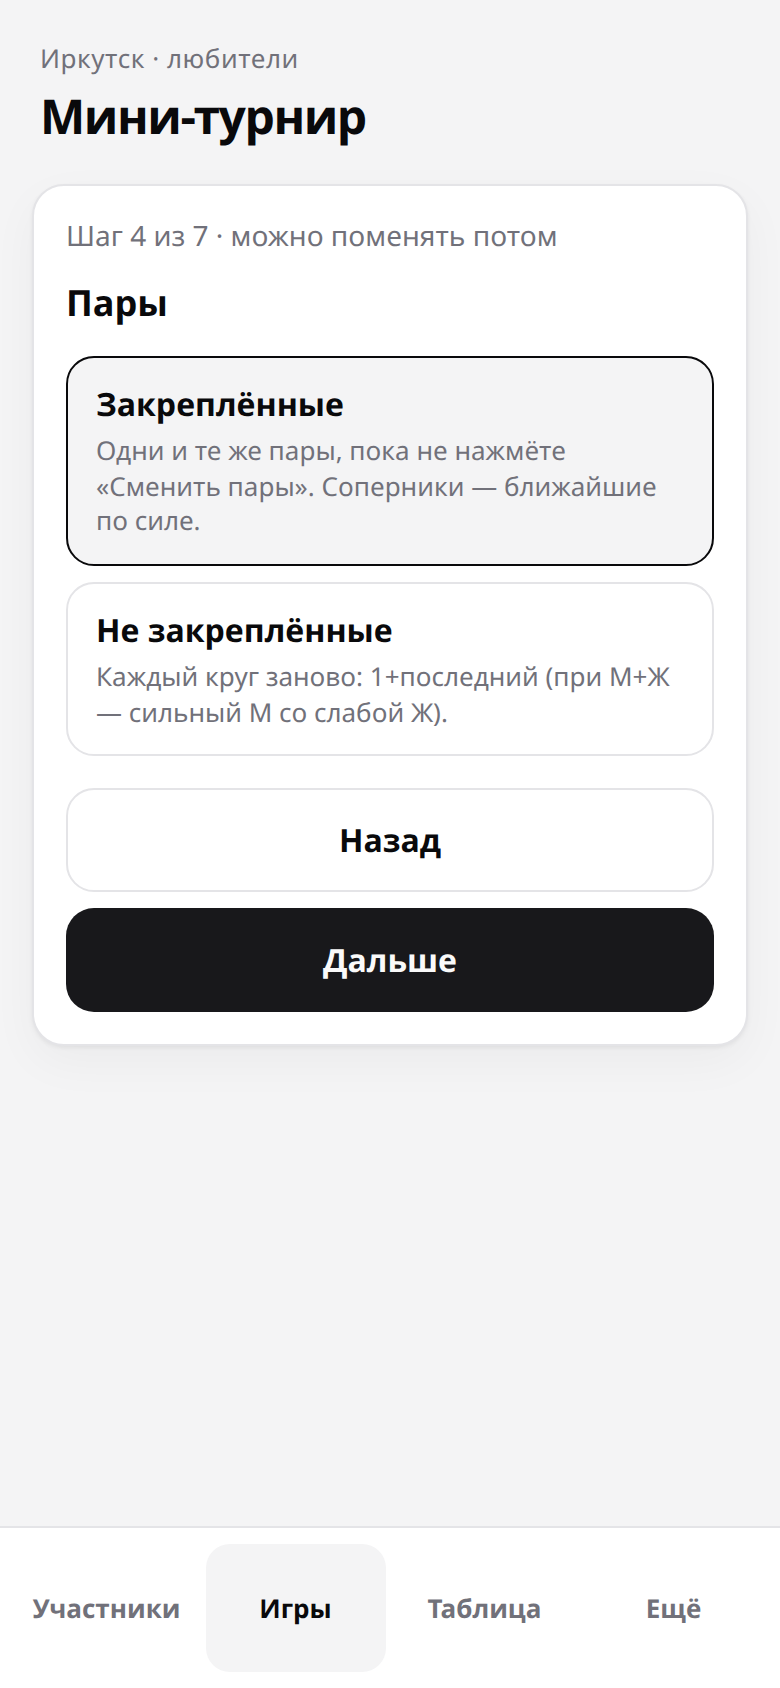 Иркутск · любители
Мини-турнир
Шаг 4 из 7 · можно поменять потом
Пары
Закреплённые
Одни и те же пары, пока не нажмёте
«Сменить пары». Соперники — ближайшие
по силе.
Не закреплённые
Каждый круг заново: 1+последний (при М+Ж
— сильный М со слабой Ж).
Назад
Дальше
Участники
Игры
Таблица
Ещё